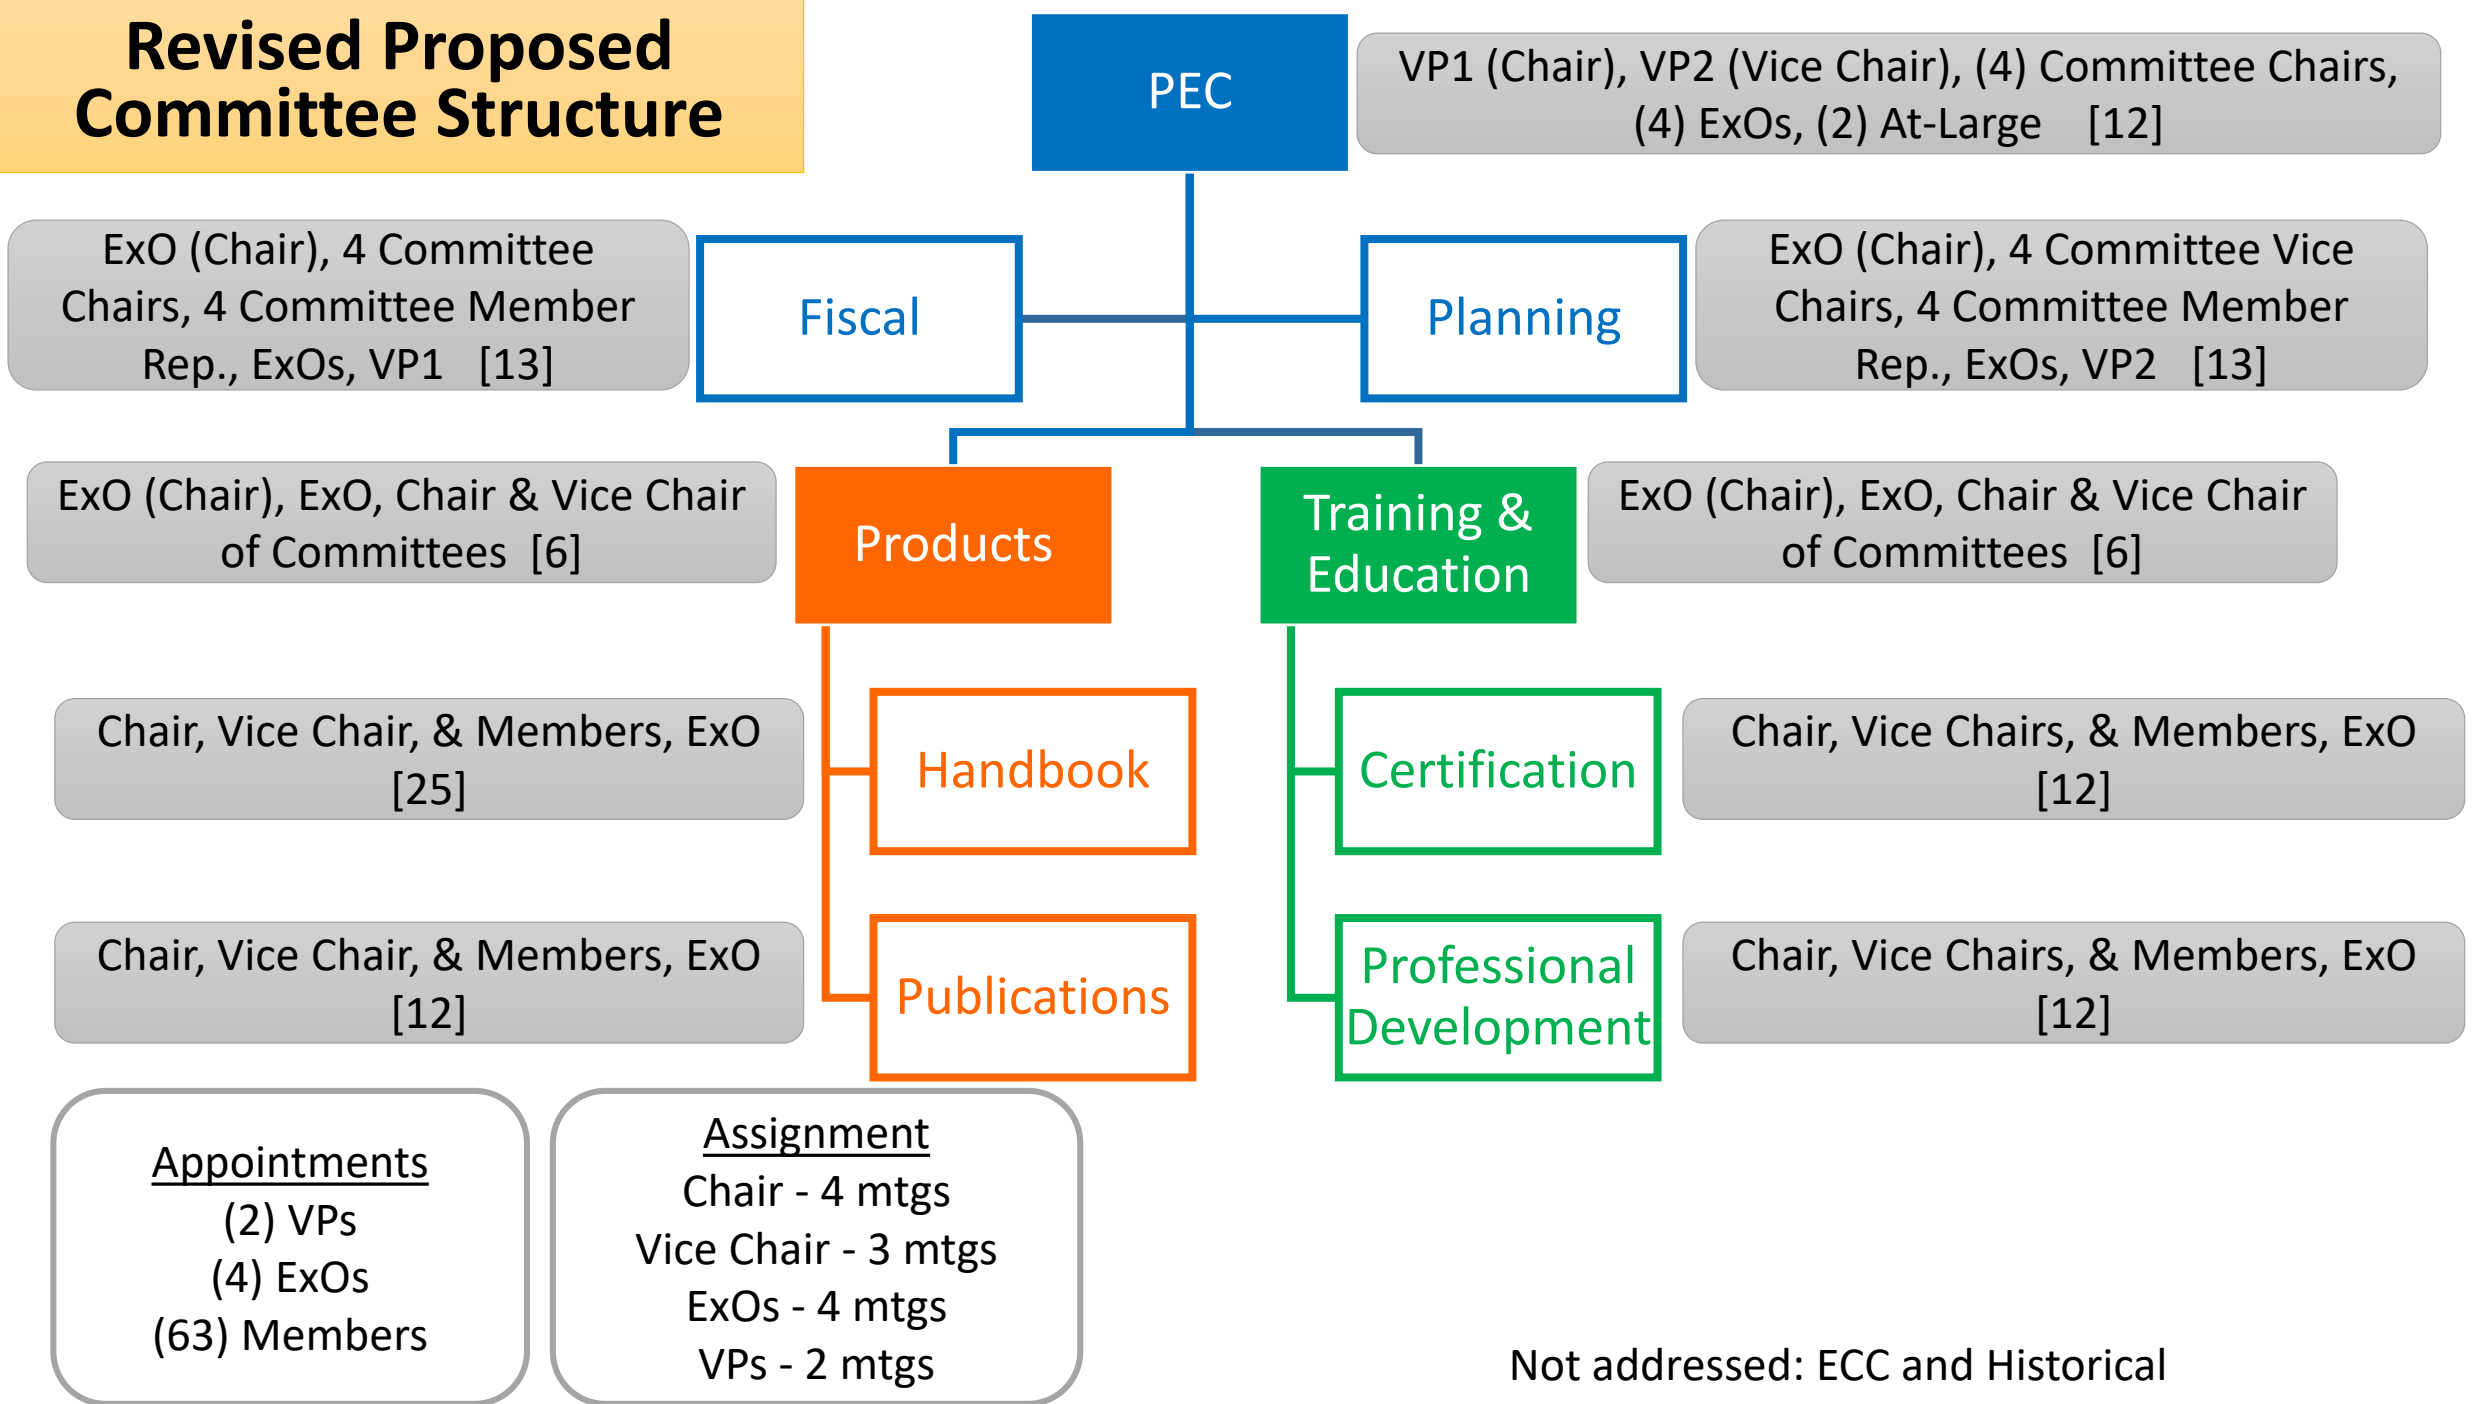 Revised Proposed
Committee Structure
PEC
VP1 (Chair), VP2 (Vice Chair), (4) Committee Chairs,
(4) ExOs, (2) At-Large [12]
ExO (Chair), 4 Committee
Chairs, 4 Committee Member
Rep., ExOs, VP1 [13]
Fiscal
Planning
ExO (Chair), 4 Committee Vice
Chairs, 4 Committee Member
Rep., ExOs, VP2 [13]
ExO (Chair), ExO, Chair & Vice Chair
of Committees [6]
Products
Training &
Education
ExO (Chair), ExO, Chair & Vice Chair
of Committees [6]
Chair, Vice Chair, & Members, ExO
[25]
Handbook
Certification
Chair, Vice Chairs, & Members, ExO
[12]
Chair, Vice Chair, & Members, ExO
[12]
Publications
Professional
Development
Chair, Vice Chairs, & Members, ExO
[12]
Appointments
(2) VPs
(4) ExOs
(63) Members
Assignment
Chair - 4 mtgs
Vice Chair - 3 mtgs
ExOs - 4 mtgs
VPs - 2 mtgs
Not addressed: ECC and Historical